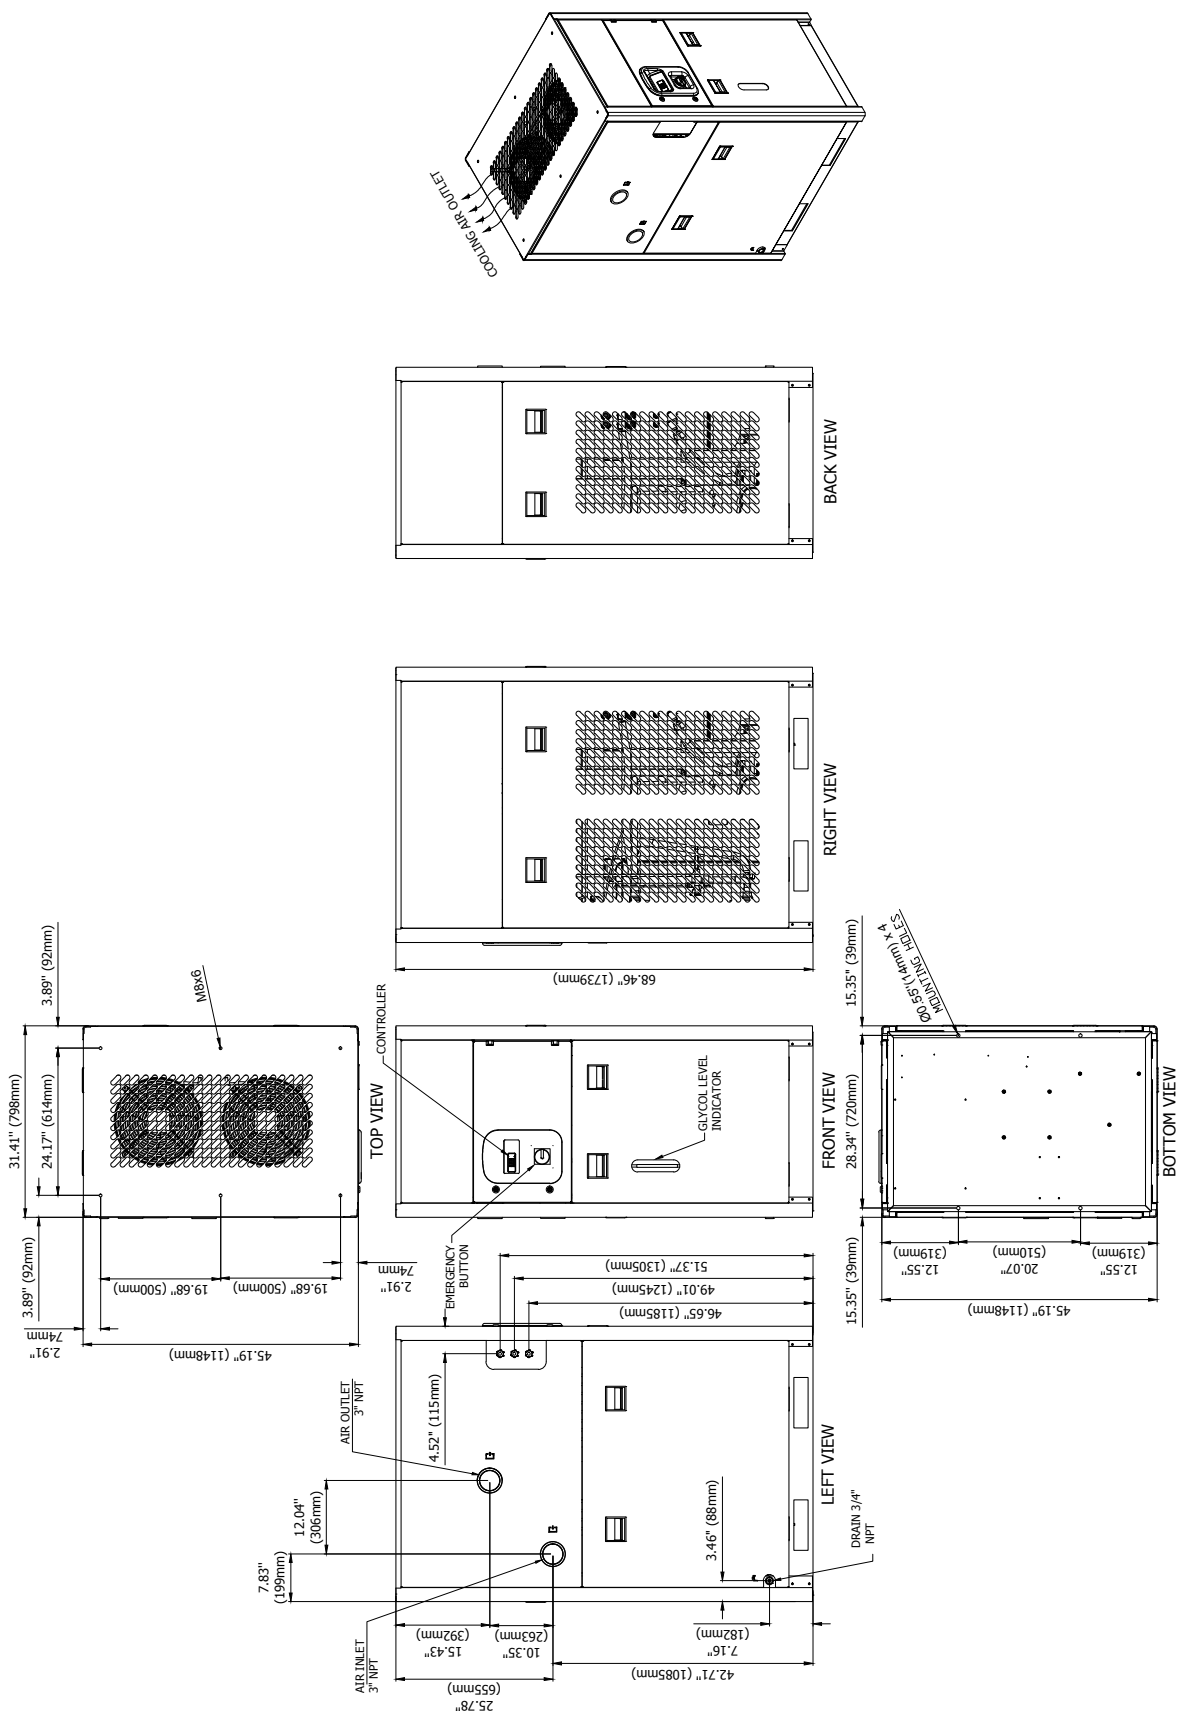 COOLING AIR OUTLET
BACK VIEW
RIGHT VIEW
68.46" (1739mm)
3.89" (92mm)
31.41" (798mm)
24.17" (614mm)
3.89" (92mm)
M8x6
TOP VIEW
2.91"
74mm
19.68" (500mm)
19.68" (500mm)
2.91"
74mm
45.19" (1148mm)
CONTROLLER
GLYCOL LEVEL
INDICATOR
EMERGENCY
BUTTON
FRONT VIEW
15.35" (39mm)
28.34" (720mm)
15.35" (39mm)
Ø0.55"(14mm) x 4
MOUNTING HOLES
12.55"
(319mm)
20.07"
(510mm)
12.55"
(319mm)
45.19" (1148mm)
BOTTOM VIEW
51.37" (1305mm)
49.01" (1245mm)
46.65" (1185mm)
4.52" (115mm)
AIR OUTLET
3" NPT
12.04"
(306mm)
7.83"
(199mm)
AIR INLET
3" NPT
15.43"
(392mm)
10.35"
(263mm)
25.78"
(655mm)
42.71" (1085mm)
7.16"
(182mm)
3.46" (88mm)
DRAIN 3/4"
NPT
LEFT VIEW